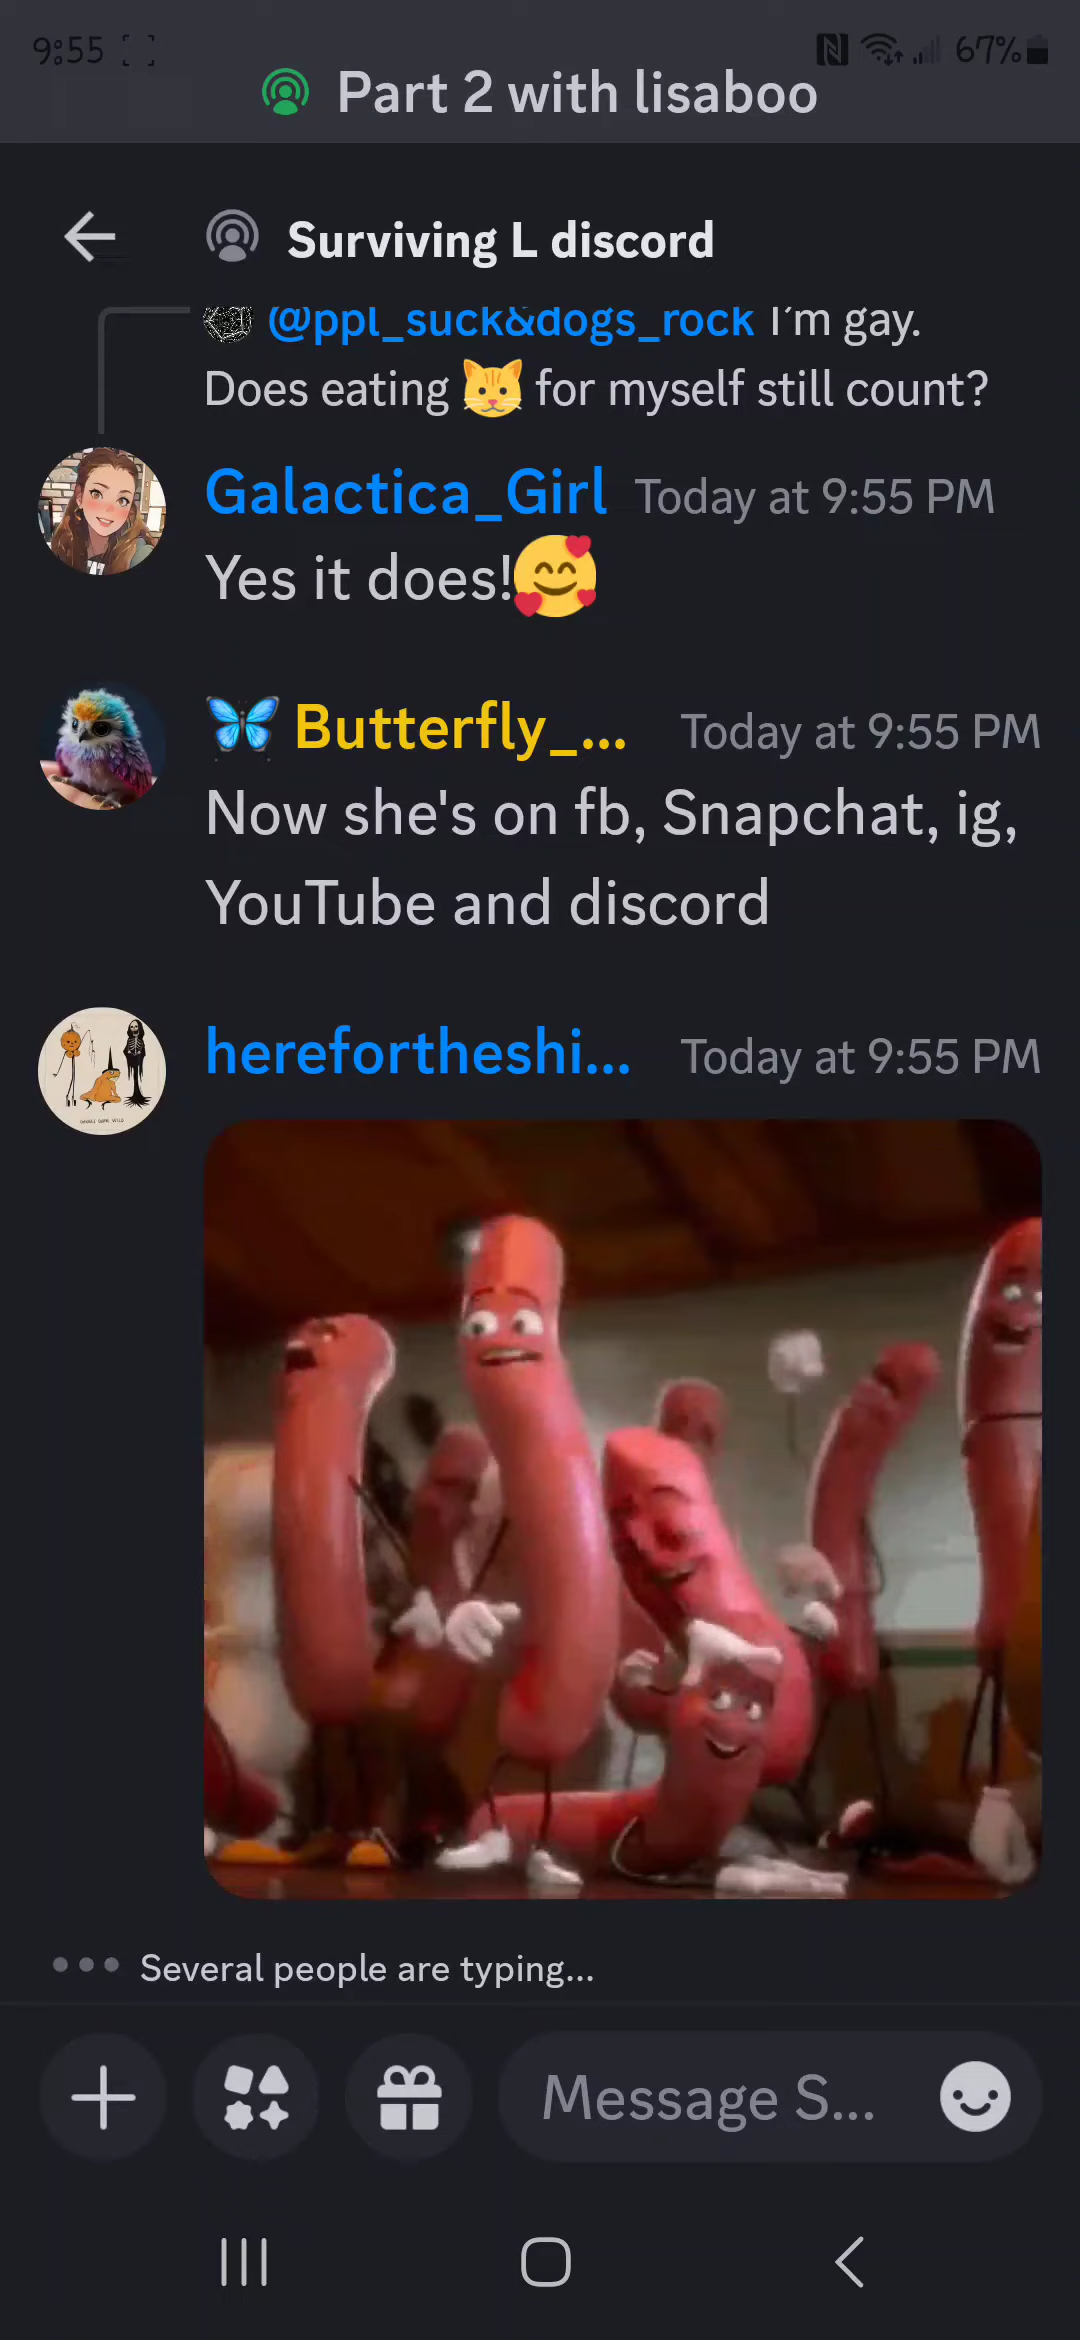 9:55 67%
Part 2 with lisaboo
Surviving L discord
@ppl_suck&dogs_rock I'm gay.
Does eating 🐱 for myself still count?
Galactica_Girl Today at 9:55 PM
Yes it does!🥰
🦋 Butterfly_... Today at 9:55 PM
Now she's on fb, Snapchat, ig,
YouTube and discord
herefortheshi... Today at 9:55 PM
Several people are typing...
Message S...